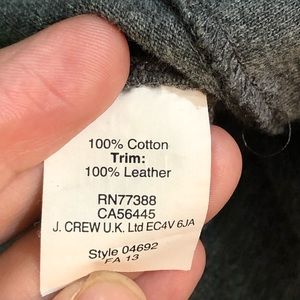 100% Cotton
Trim:
100% Leather
RN77388
CA56445
J. CREW U.K. Ltd EC4V 6JA
Style 04692
FA 13